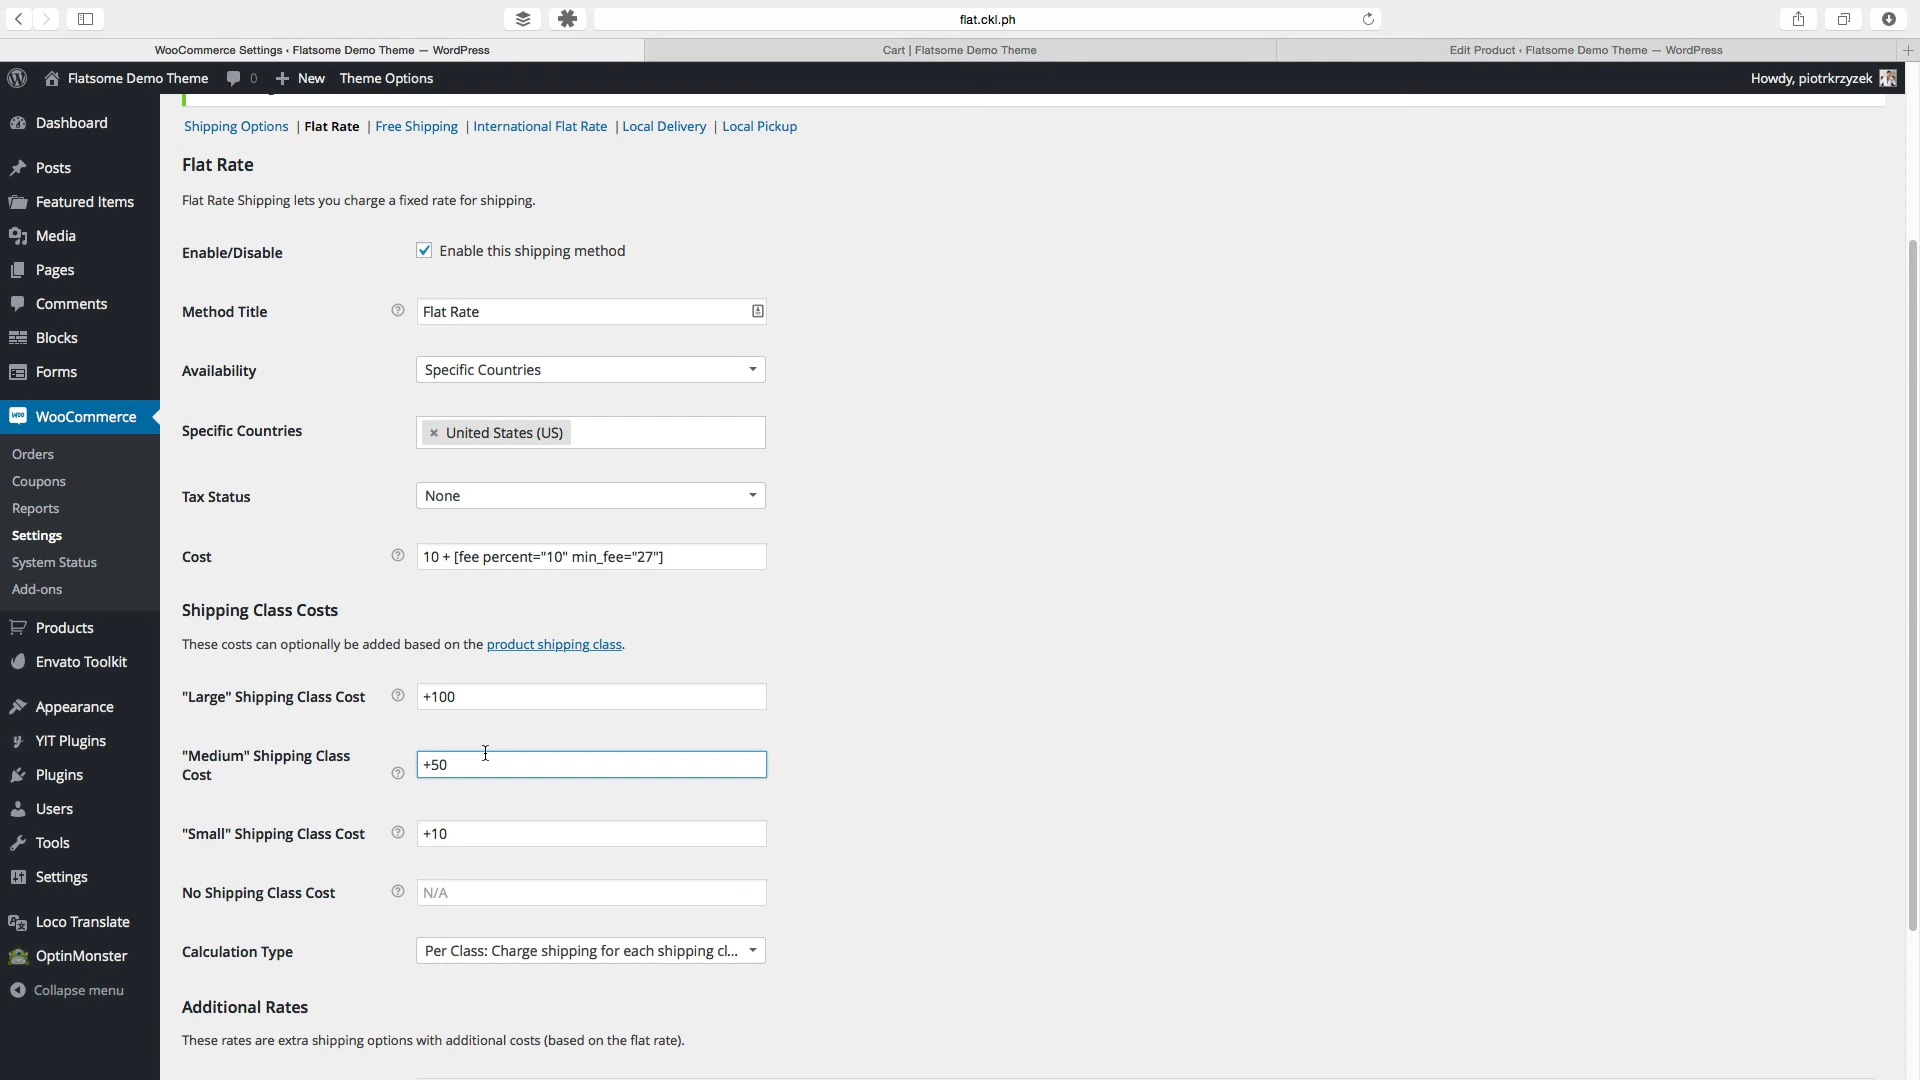 flat.ckl.ph
WooCommerce Settings ‹ Flatsome Demo Theme — WordPress
Cart | Flatsome Demo Theme
Edit Product ‹ Flatsome Demo Theme — WordPress
Flatsome Demo Theme
0
New
Theme Options
Howdy, piotrkrzyzek
Dashboard
Posts
Featured Items
Media
Pages
Comments
Blocks
Forms
WooCommerce
Orders
Coupons
Reports
Settings
System Status
Add-ons
Products
Envato Toolkit
Appearance
YIT Plugins
Plugins
Users
Tools
Settings
Loco Translate
OptinMonster
Collapse menu
Shipping Options | Flat Rate | Free Shipping | International Flat Rate | Local Delivery | Local Pickup
Flat Rate
Flat Rate Shipping lets you charge a fixed rate for shipping.
Enable/Disable
Enable this shipping method
Method Title
Flat Rate
Availability
Specific Countries
Specific Countries
× United States (US)
Tax Status
None
Cost
10 + [fee percent="10" min_fee="27"]
Shipping Class Costs
These costs can optionally be added based on the product shipping class.
"Large" Shipping Class Cost
+100
"Medium" Shipping Class
Cost
+50
"Small" Shipping Class Cost
+10
No Shipping Class Cost
N/A
Calculation Type
Per Class: Charge shipping for each shipping cl...
Additional Rates
These rates are extra shipping options with additional costs (based on the flat rate).